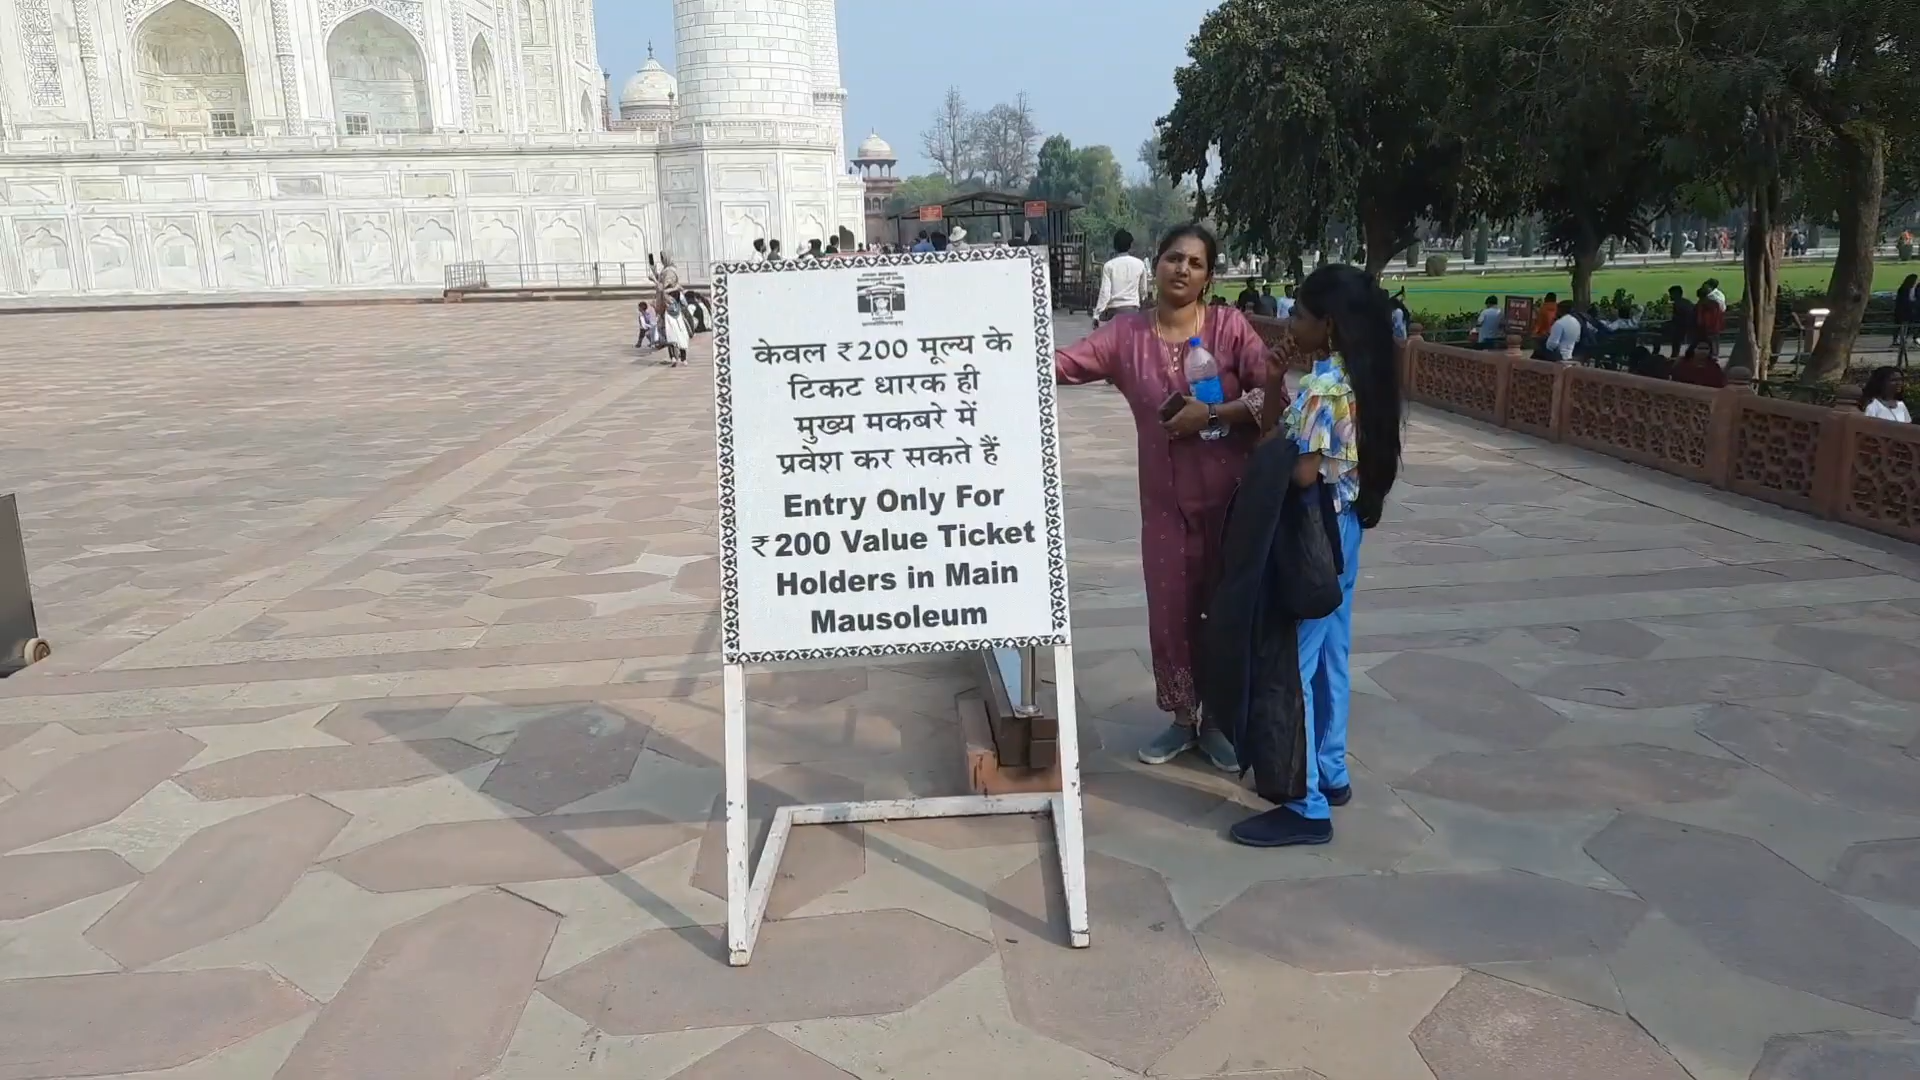 केवल ₹200 मूल्य के
टिकट धारक ही
मुख्य मकबरे में
प्रवेश कर सकते हैं
Entry Only For
₹200 Value Ticket
Holders in Main
Mausoleum